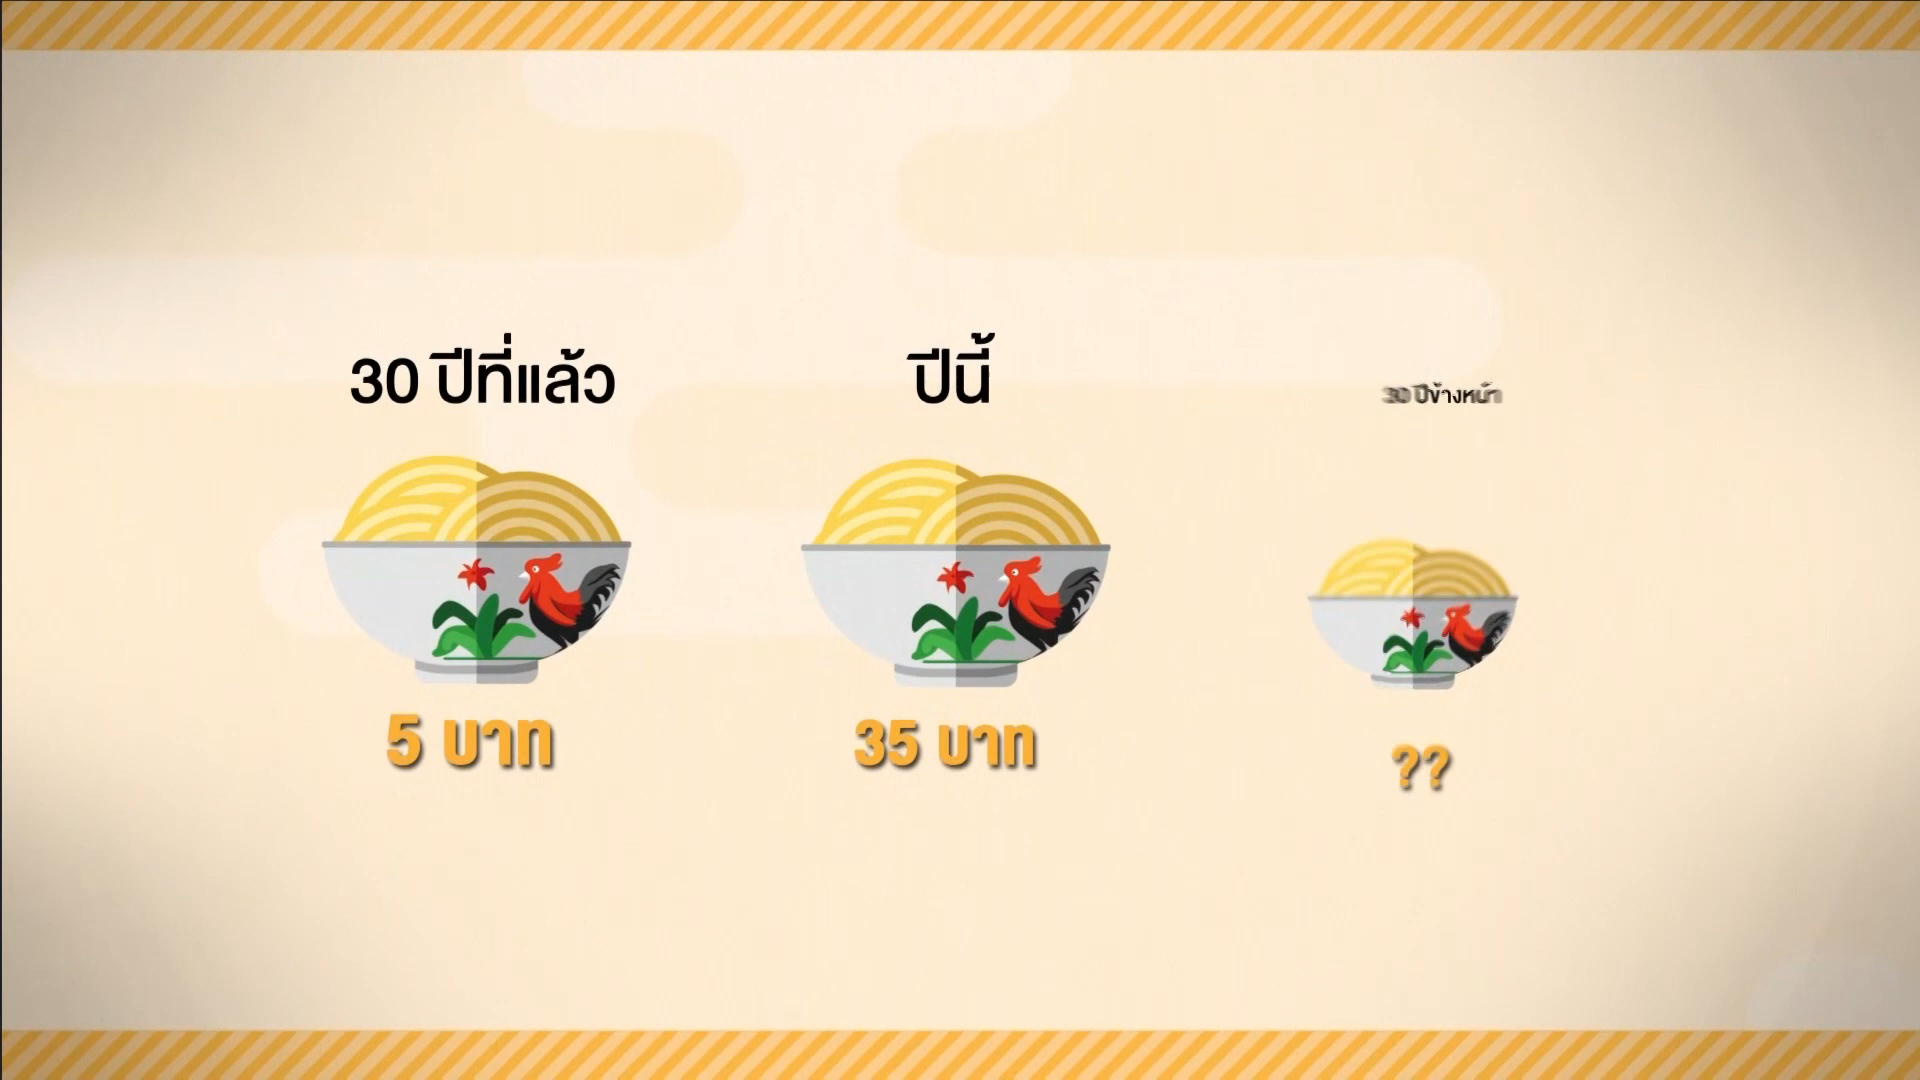 30 ปีที่แล้ว
ปีนี้
30 ปีข้างหน้า
5 บาท
35 บาท
??